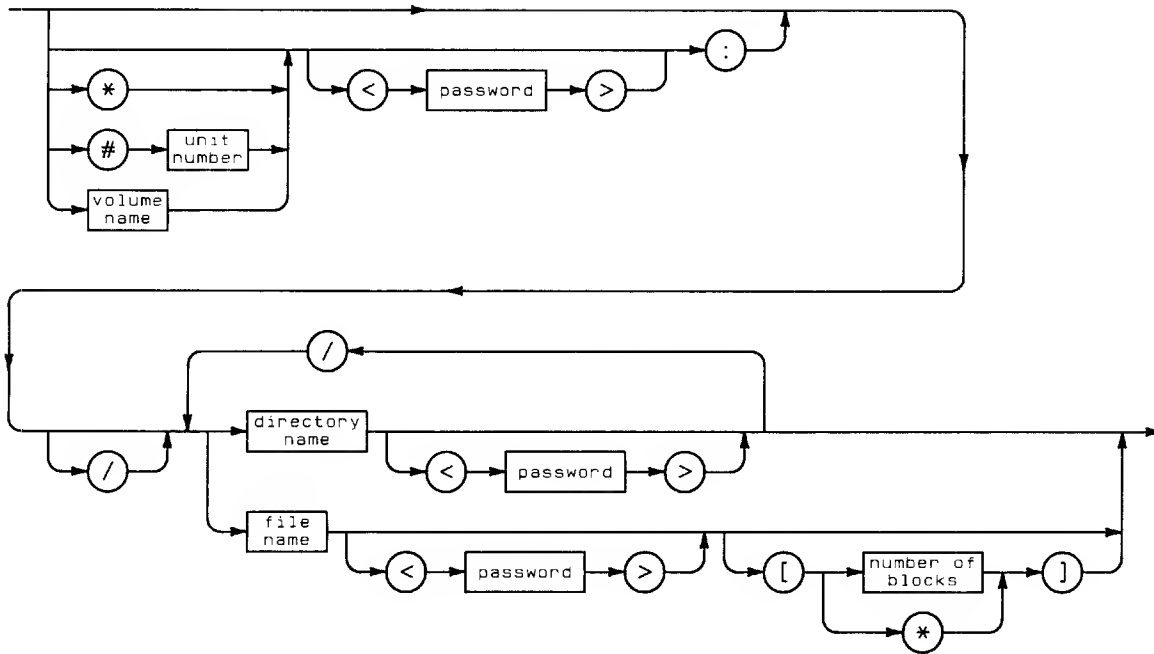 :
*
< password >
# unit
number
volume
name
/
directory
name
/
< password >
file
name
< password >
[ number of
blocks ]
*